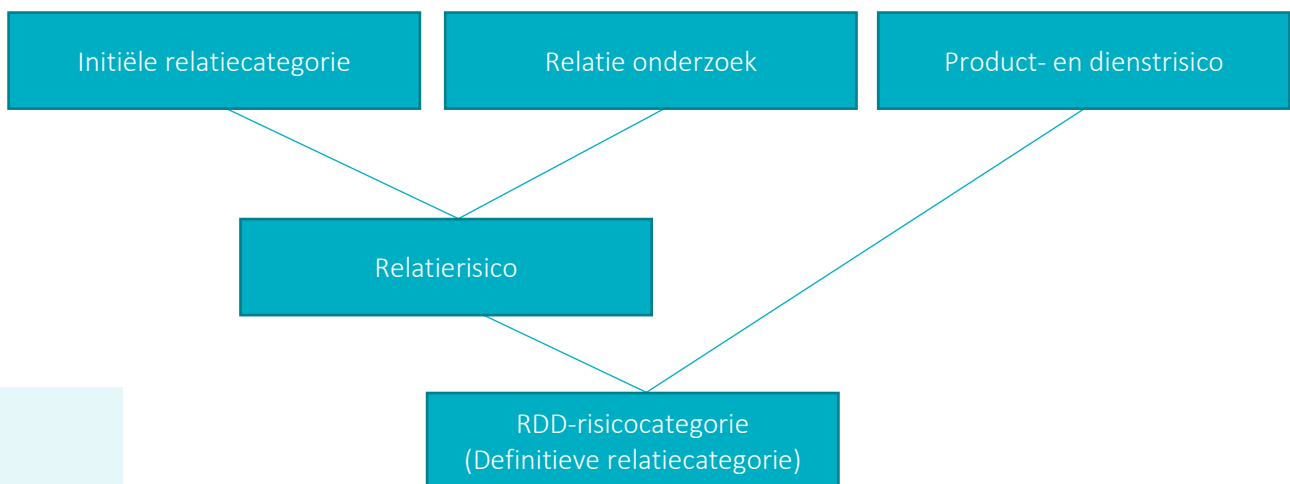 Initiële relatiecategorie
Relatie onderzoek
Product- en dienstrisico
Relatierisico
RDD-risicocategorie
(Definitieve relatiecategorie)